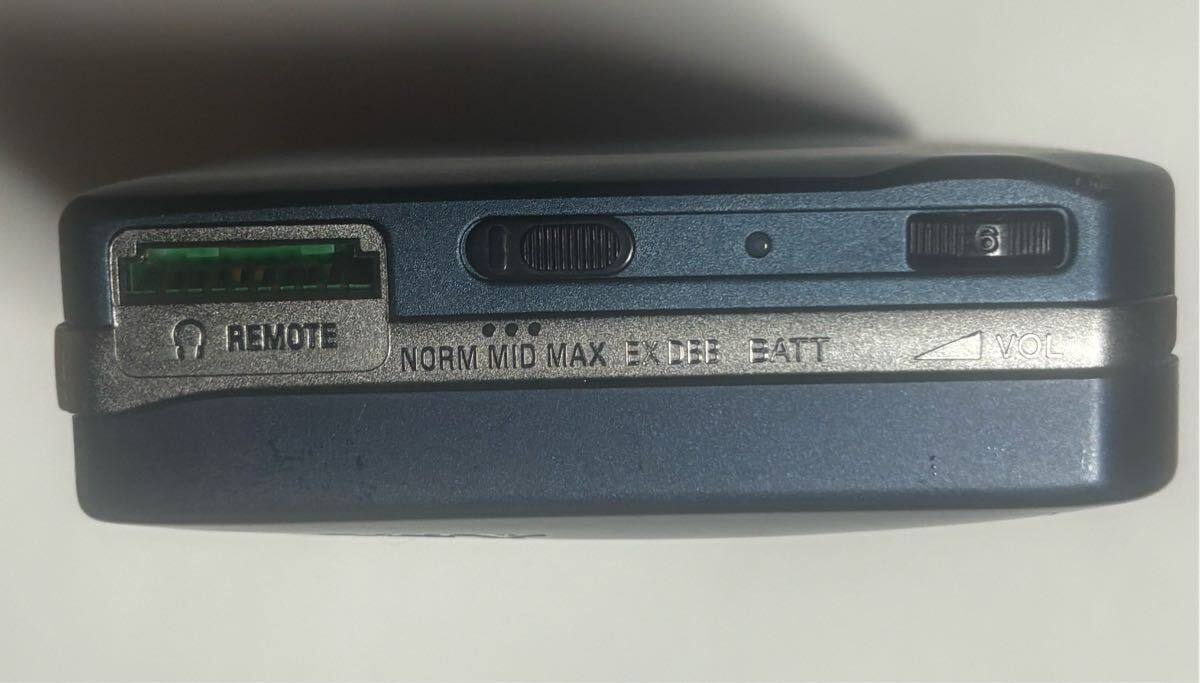 6
REMOTE
NORM MID MAX EX DBB BATT VOL